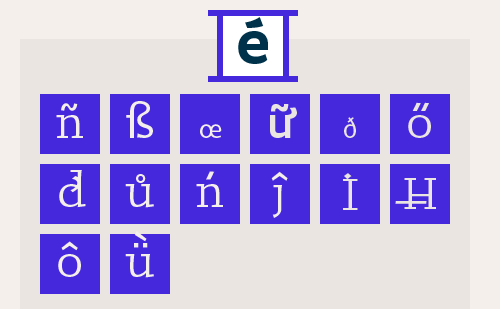 é
ñ ß œ ữ ð ő
đ ů ń ĵ İ Ħ
ô ǜ